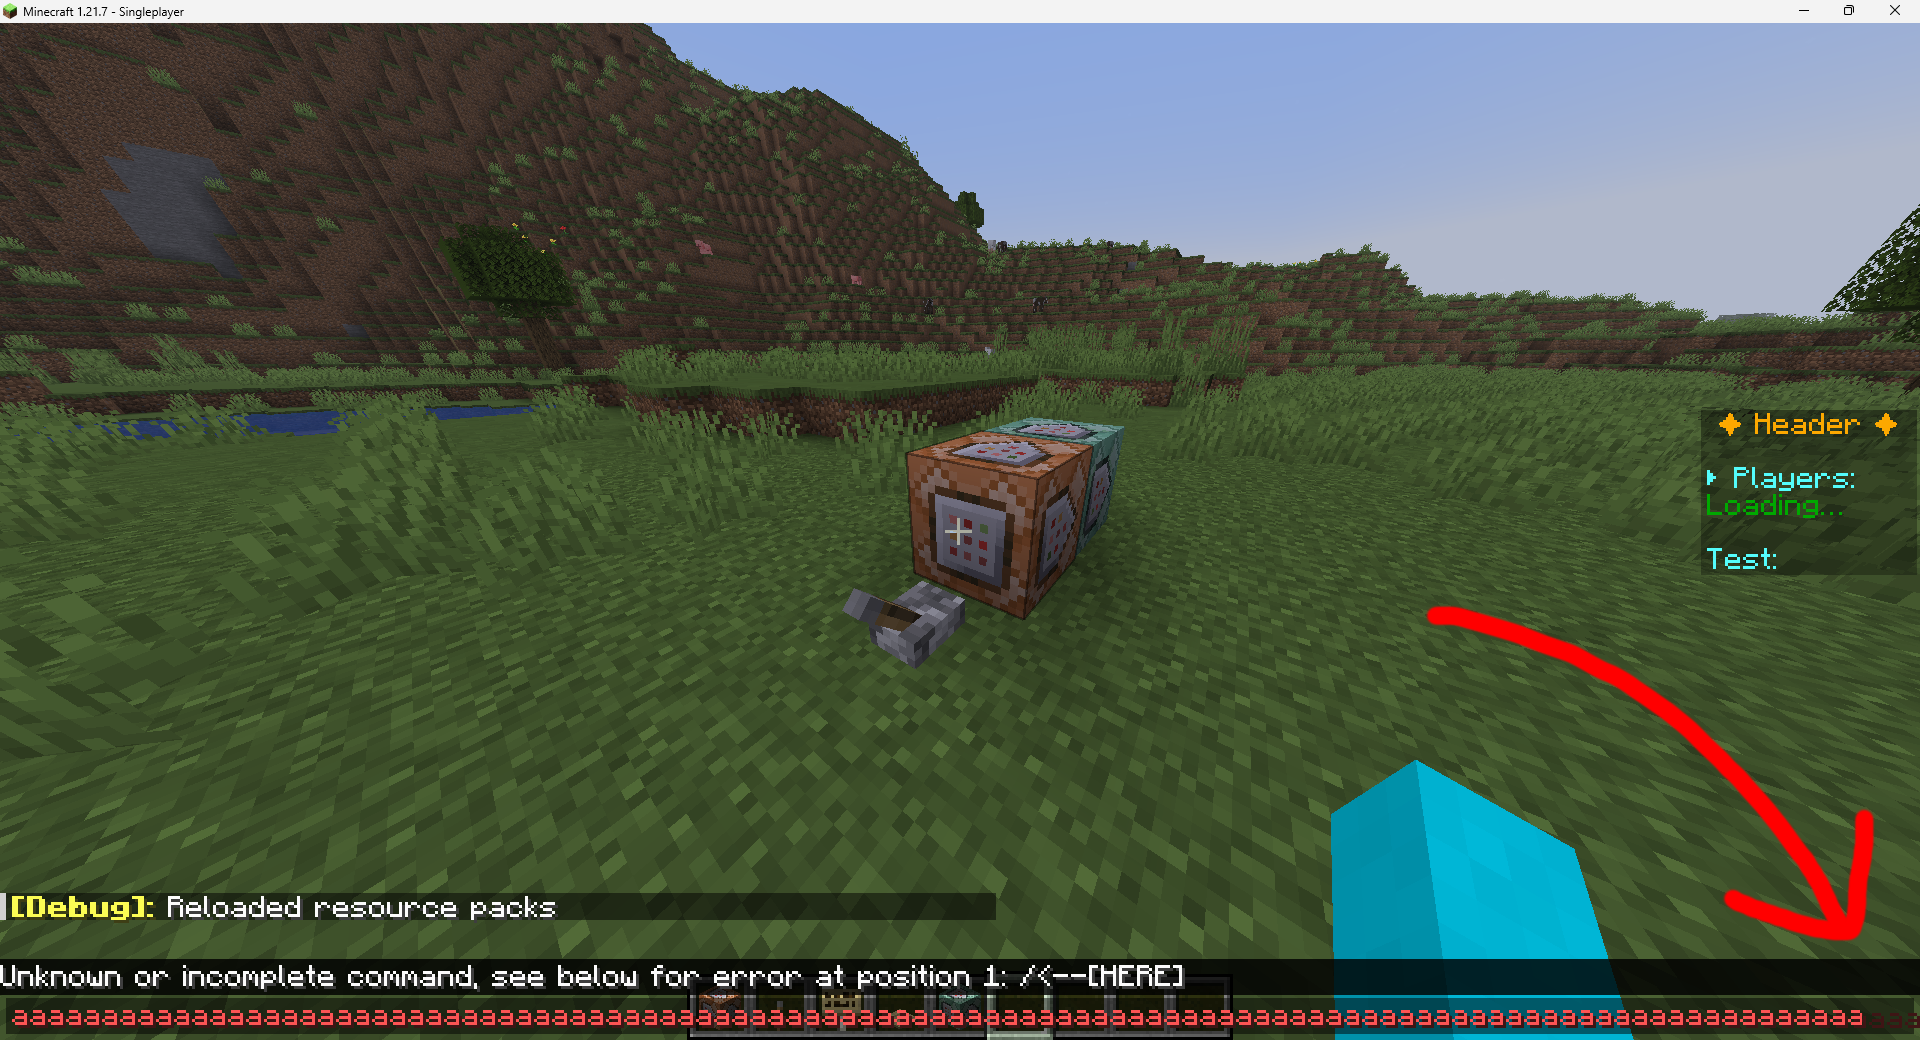 Minecraft 1.21.7 - Singleplayer
✦ Header ✦
▸ Players:
Loading...
Test:
[Debug]: Reloaded resource packs
Unknown or incomplete command, see below for error at position 1: /<--[HERE]
aaaaaaaaaaaaaaaaaaaaaaaaaaaaaaaaaaaaaaaaaaaaaaaaaaaaaaaaaaaaaaaaaaaaaaaaaaaaaaaaaaaaaaaaaaaaaaaaaaaaaaa